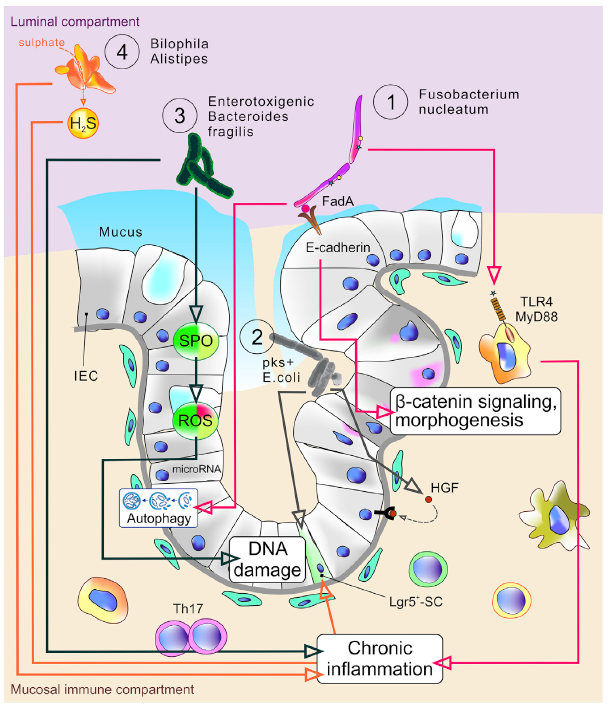 Luminal compartment
sulphate
4
Bilophila
Alistipes
H₂S
3
Enterotoxigenic
Bacteroides
fragilis
1
Fusobacterium
nucleatum
FadA
E-cadherin
Mucus
TLR4
MyD88
SPO
2
pks+
E.coli
IEC
β-catenin signaling,
morphogenesis
ROS
microRNA
HGF
Autophagy
DNA
damage
Lgr5⁺-SC
Th17
Chronic
inflammation
Mucosal immune compartment